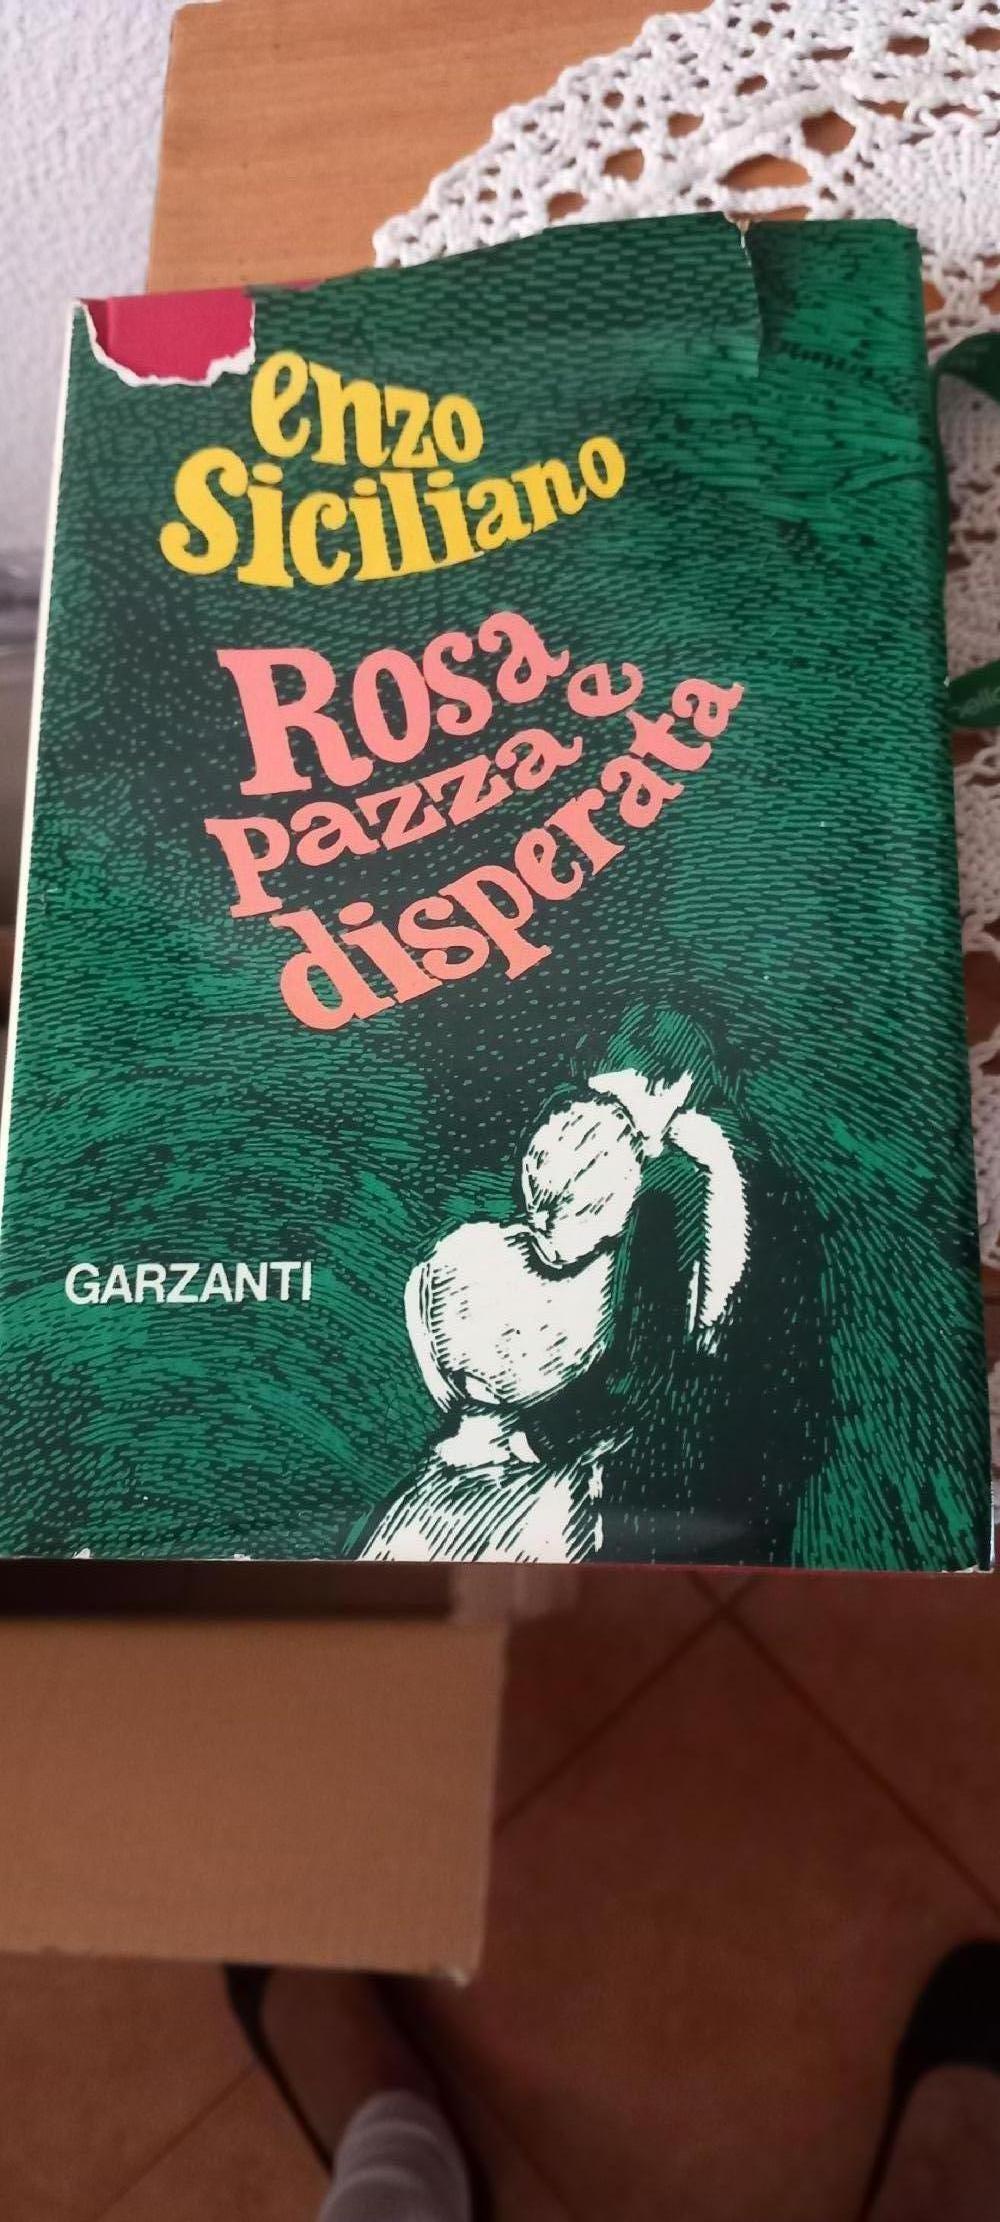 enzo
Siciliano
Rosa
pazza e
disperata
GARZANTI